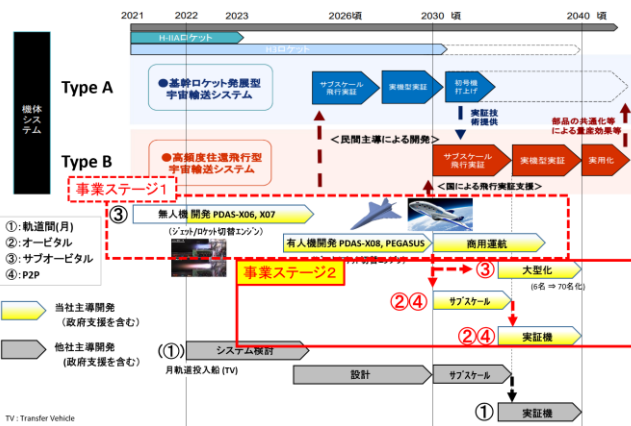 2021 2022 2023 2026頃 2030 頃 2040 頃
H-IIAロケット
H3ロケット
機体システム
Type A
●基幹ロケット発展型
宇宙輸送システム
サブスケール
飛行実証
実機型実証
初号機
打上げ
実証技
術提供
部品の共通化等
による量産効果等
<民間主導による開発>
Type B
●高頻度往還飛行型
宇宙輸送システム
サブスケール
飛行実証
実機型実証
実用化
<国による飛行実証支援>
事業ステージ1
③
無人機 開発 PDAS-X06, X07
(ジェット/ロケット切替エンジン)
有人機開発 PDAS-X08, PEGASUS
商用運航
①:軌道間(月)
②:オービタル
③:サブオービタル
④:P2P
事業ステージ2
③
大型化
(6名 ⇒ 70名化)
②④
サブスケール
②④
実証機
当社主導開発
(政府支援を含む)
他社主導開発
(政府支援を含む)
(①)
システム検討
月軌道投入船 (TV)
設計
サブスケール
①
実証機
TV : Transfer Vehicle